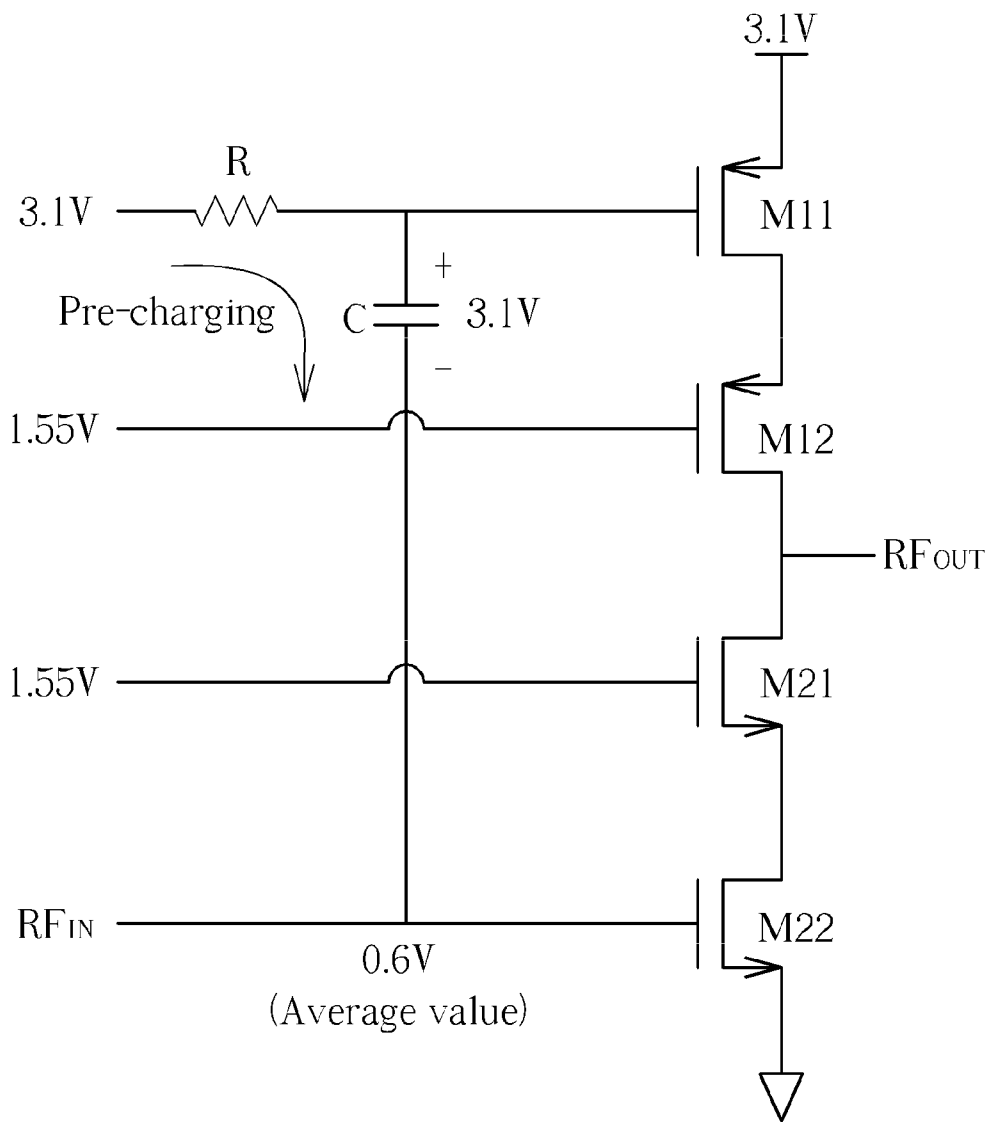 3.1V
R
3.1V
M11
+
Pre-charging
C
3.1V
-
1.55V
M12
RFOUT
1.55V
M21
RFIN
M22
0.6V
(Average value)